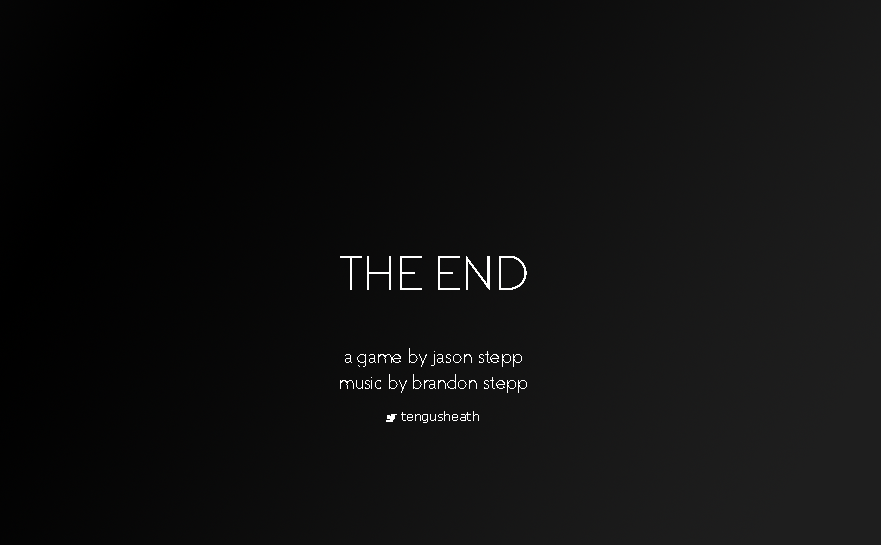 THE END
a game by jason stepp
music by brandon stepp
tengusheath